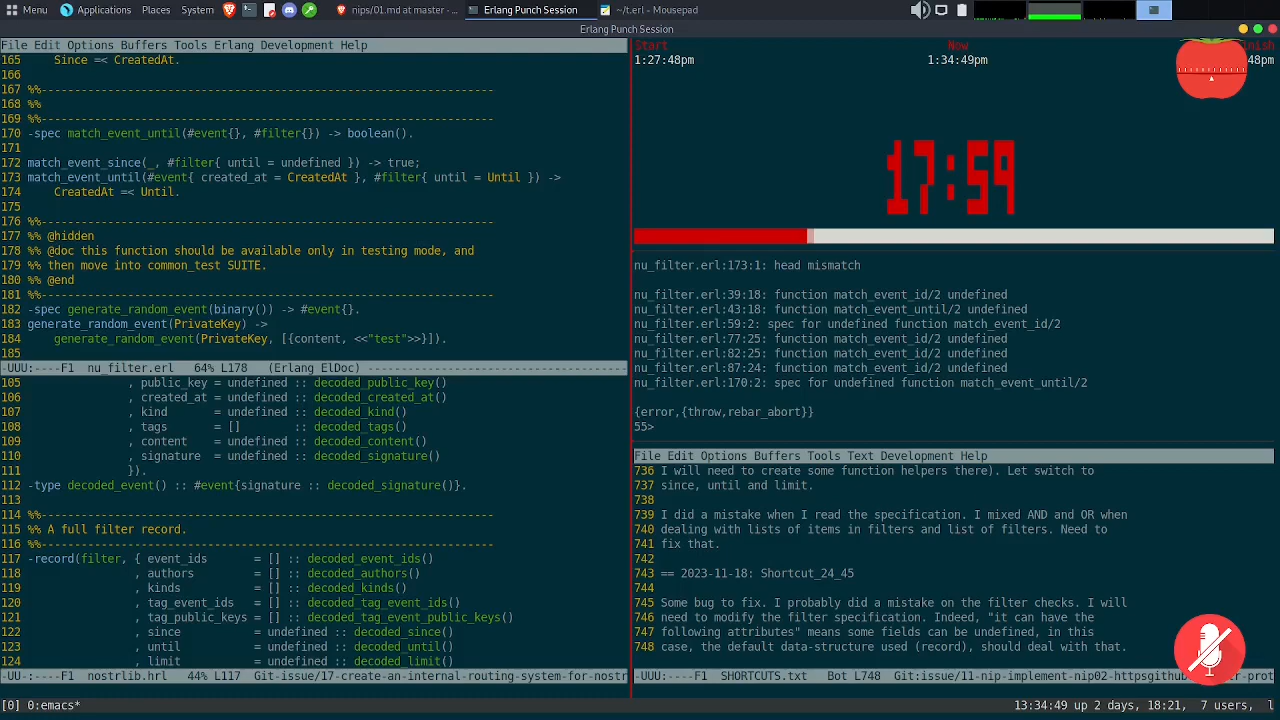 Menu Applications Places System nips/01.md at master — ... Erlang Punch Session ~/t.erl - Mousepad
Erlang Punch Session
File Edit Options Buffers Tools Erlang Development Help
165     Since =< CreatedAt.
166
167 %%---------------------------------------------------------------------
168 %%
169 %%---------------------------------------------------------------------
170 -spec match_event_until(#event{}, #filter{}) -> boolean().
171
172 match_event_since(_, #filter{ until = undefined }) -> true;
173 match_event_until(#event{ created_at = CreatedAt }, #filter{ until = Until }) ->
174     CreatedAt =< Until.
175
176 %%---------------------------------------------------------------------
177 %% @hidden
178 %% @doc this function should be available only in testing mode, and
179 %% then move into common_test SUITE.
180 %% @end
181 %%---------------------------------------------------------------------
182 -spec generate_random_event(binary()) -> #event{}.
183 generate_random_event(PrivateKey) ->
184     generate_random_event(PrivateKey, [{content, <<"test">>}]).
185
-UUU:----F1  nu_filter.erl   64% L178   (Erlang ElDoc) ---------------------------------------
105                , public_key = undefined :: decoded_public_key()
106                , created_at = undefined :: decoded_created_at()
107                , kind       = undefined :: decoded_kind()
108                , tags       = []        :: decoded_tags()
109                , content    = undefined :: decoded_content()
110                , signature  = undefined :: decoded_signature()
111                }).
112 -type decoded_event() :: #event{signature :: decoded_signature()}.
113
114 %%---------------------------------------------------------------------
115 %% A full filter record.
116 %%---------------------------------------------------------------------
117 -record(filter, { event_ids       = [] :: decoded_event_ids()
118                 , authors         = [] :: decoded_authors()
119                 , kinds           = [] :: decoded_kinds()
120                 , tag_event_ids   = [] :: decoded_tag_event_ids()
121                 , tag_public_keys = [] :: decoded_tag_event_public_keys()
122                 , since           = undefined :: decoded_since()
123                 , until           = undefined :: decoded_until()
124                 , limit           = undefined :: decoded_limit()
-UU-:----F1  nostrlib.hrl   44% L117   Git-issue/17-create-an-internal-routing-system-for-nostr
Start Now
1:27:48pm 1:34:49pm 48pm
17:59
nu_filter.erl:173:1: head mismatch
nu_filter.erl:39:18: function match_event_id/2 undefined
nu_filter.erl:43:18: function match_event_until/2 undefined
nu_filter.erl:59:2: spec for undefined function match_event_id/2
nu_filter.erl:77:25: function match_event_id/2 undefined
nu_filter.erl:82:25: function match_event_id/2 undefined
nu_filter.erl:87:24: function match_event_id/2 undefined
nu_filter.erl:170:2: spec for undefined function match_event_until/2
{error,{throw,rebar_abort}}
55>
File Edit Options Buffers Tools Text Development Help
736 I will need to create some function helpers there). Let switch to
737 since, until and limit.
738
739 I did a mistake when I read the specification. I mixed AND and OR when
740 dealing with lists of items in filters and list of filters. Need to
741 fix that.
742
743 == 2023-11-18: Shortcut_24_45
744
745 Some bug to fix. I probably did a mistake on the filter checks. I will
746 need to modify the filter specification. Indeed, "it can have the
747 following attributes" means some fields can be undefined, in this
748 case, the default data-structure used (record), should deal with that.
-UUU:----F1  SHORTCUTS.txt   Bot L748   Git:issue/11-nip-implement-nip02-httpsgithub
[0] 0:emacs* 13:34:49 up 2 days, 18:21,  7 users,  l